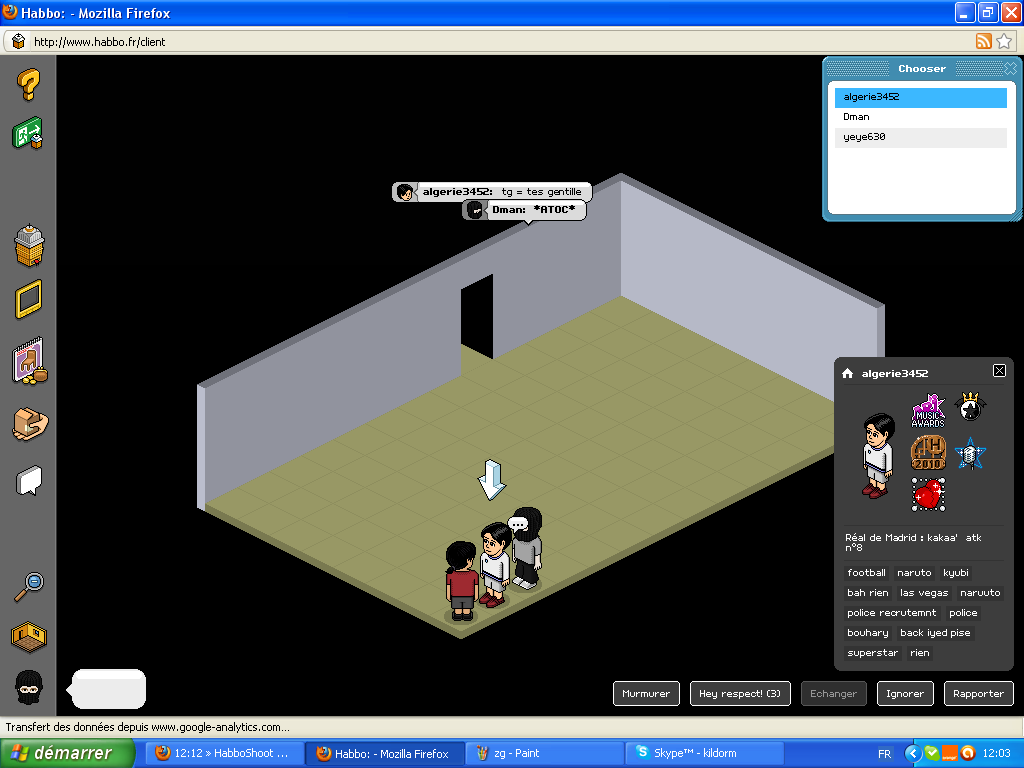 Habbo: - Mozilla Firefox
http://www.habbo.fr/client
Chooser
algerie3452
Dman
yeye630
algerie3452: tg = tes gentille
Dman: *ATOC*
algerie3452
MUSIC
AWARDS
2010
Réal de Madrid : kakaa' atk
n°8
football naruto kyubi
bah rien las vegas naruuto
police recrutemnt police
bouhary back iyed pise
superstar rien
Murmurer Hey respect! (3) Echanger Ignorer Rapporter
Transfert des données depuis www.google-analytics.com...
démarrer 12:12 » HabboShoot ... Habbo: - Mozilla Firefox zg - Paint Skype™ - kildorm FR 12:03